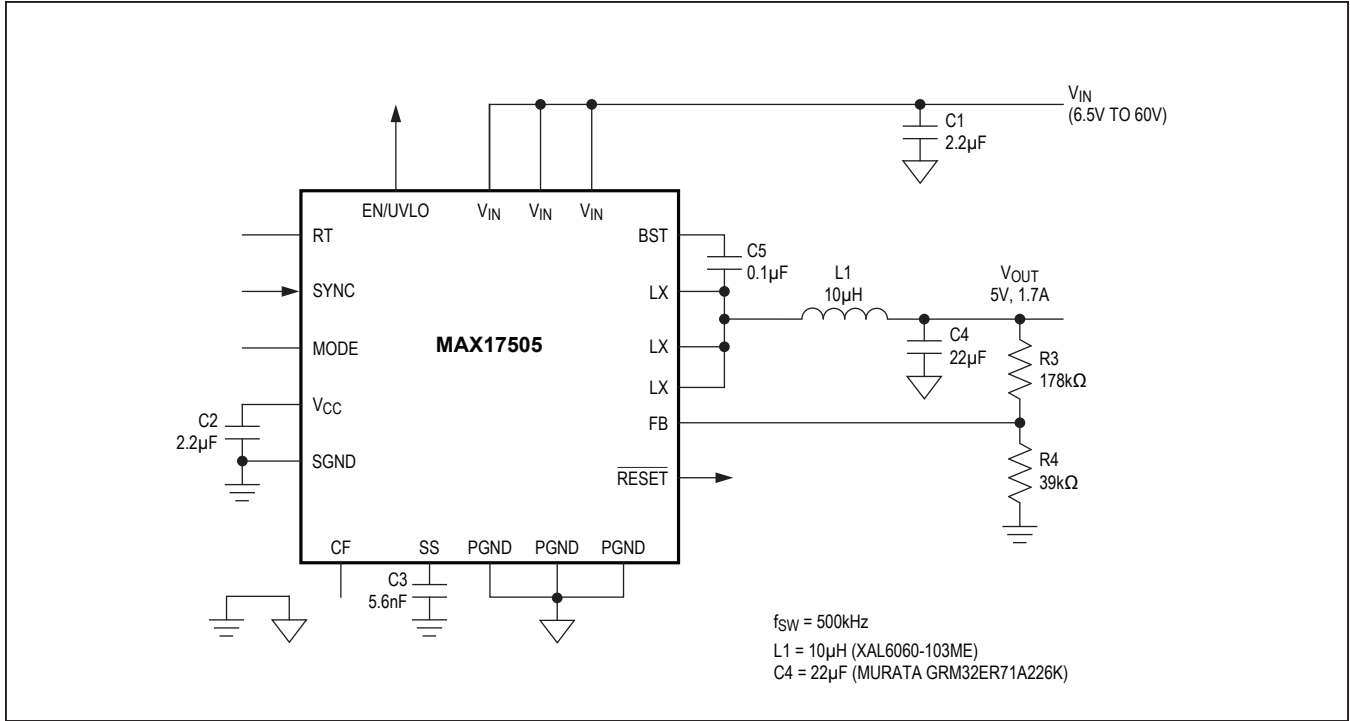 VIN
(6.5V TO 60V)
C1
2.2µF
EN/UVLO
VIN
VIN
VIN
RT
BST
C5
0.1µF
SYNC
LX
L1
10µH
VOUT
5V, 1.7A
MODE
MAX17505
LX
C4
22µF
R3
178kΩ
LX
VCC
C2
2.2µF
FB
SGND
RESET
R4
39kΩ
CF
SS
PGND
PGND
PGND
C3
5.6nF
fSW = 500kHz
L1 = 10µH (XAL6060-103ME)
C4 = 22µF (MURATA GRM32ER71A226K)